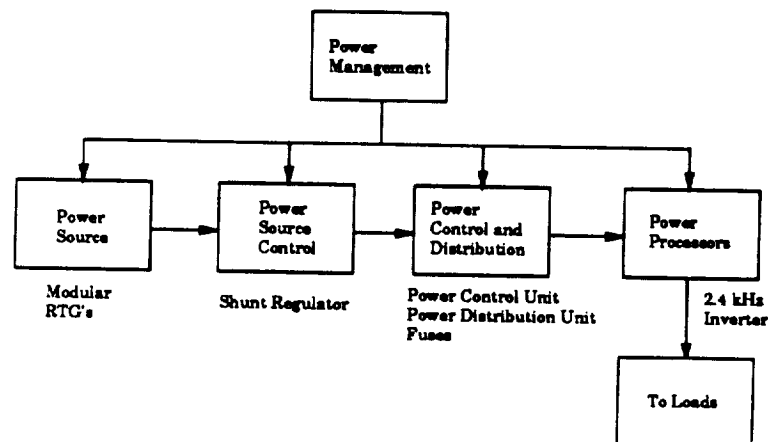 Power
Management
Power
Source
Power
Source
Control
Power
Control and
Distribution
Power
Processors
Modular
RTG's
Shunt Regulator
Power Control Unit
Power Distribution Unit
Fuses
2.4 kHz
Inverter
To Loads